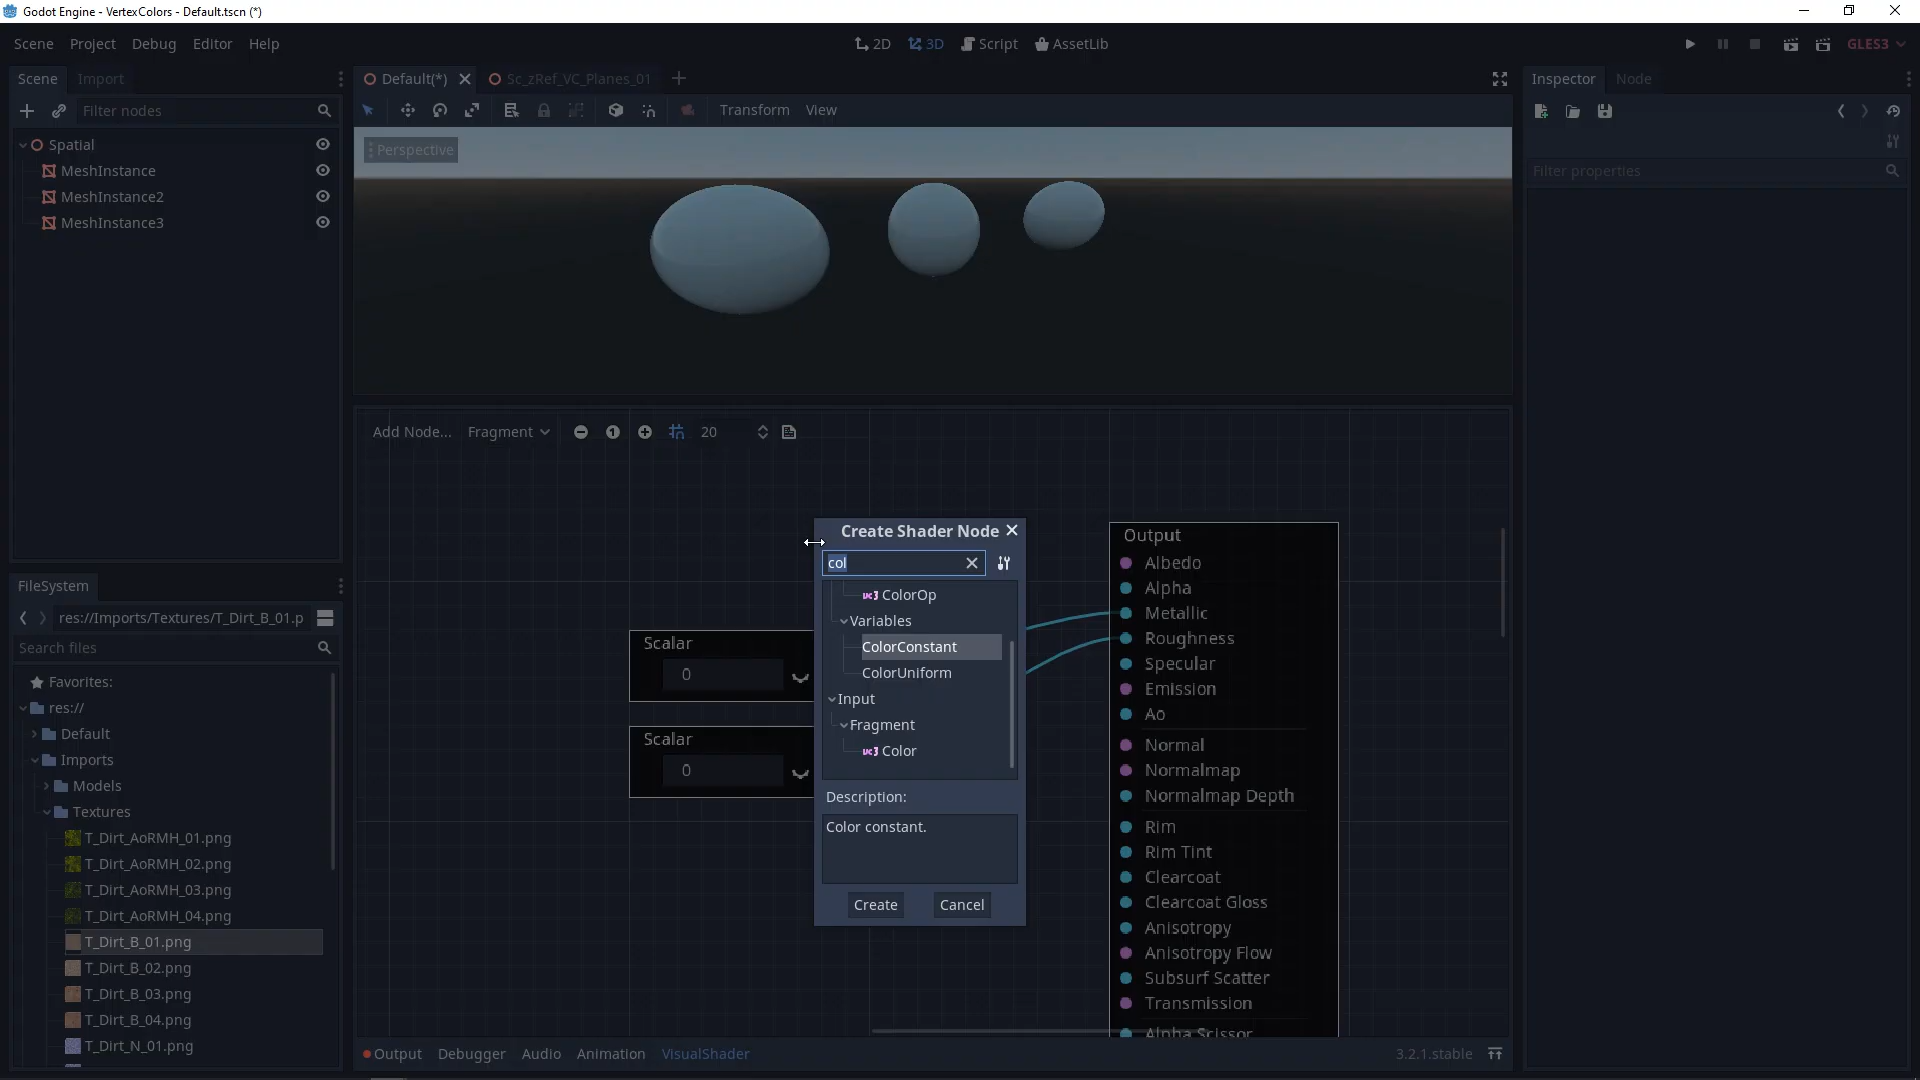 Godot Engine - VertexColors - Default.tscn (*)
Scene Project Debug Editor Help
2D 3D Script AssetLib
GLES3
Scene Import
Filter nodes
Spatial
MeshInstance
MeshInstance2
MeshInstance3
Default(*) Sc_zRef_VC_Planes_01
Transform View
Perspective
Inspector Node
Filter properties
Add Node... Fragment 1 20
Create Shader Node
col
ColorOp
Variables
ColorConstant
ColorUniform
Input
Fragment
Color
Description:
Color constant.
Create Cancel
Scalar
0
Scalar
0
Output
Albedo
Alpha
Metallic
Roughness
Specular
Emission
Ao
Normal
Normalmap
Normalmap Depth
Rim
Rim Tint
Clearcoat
Clearcoat Gloss
Anisotropy
Anisotropy Flow
Subsurf Scatter
Transmission
Alpha Scissor
FileSystem
res://Imports/Textures/T_Dirt_B_01.p
Search files
Favorites:
res://
Default
Imports
Models
Textures
T_Dirt_AoRMH_01.png
T_Dirt_AoRMH_02.png
T_Dirt_AoRMH_03.png
T_Dirt_AoRMH_04.png
T_Dirt_B_01.png
T_Dirt_B_02.png
T_Dirt_B_03.png
T_Dirt_B_04.png
T_Dirt_N_01.png
Output Debugger Audio Animation VisualShader
3.2.1.stable